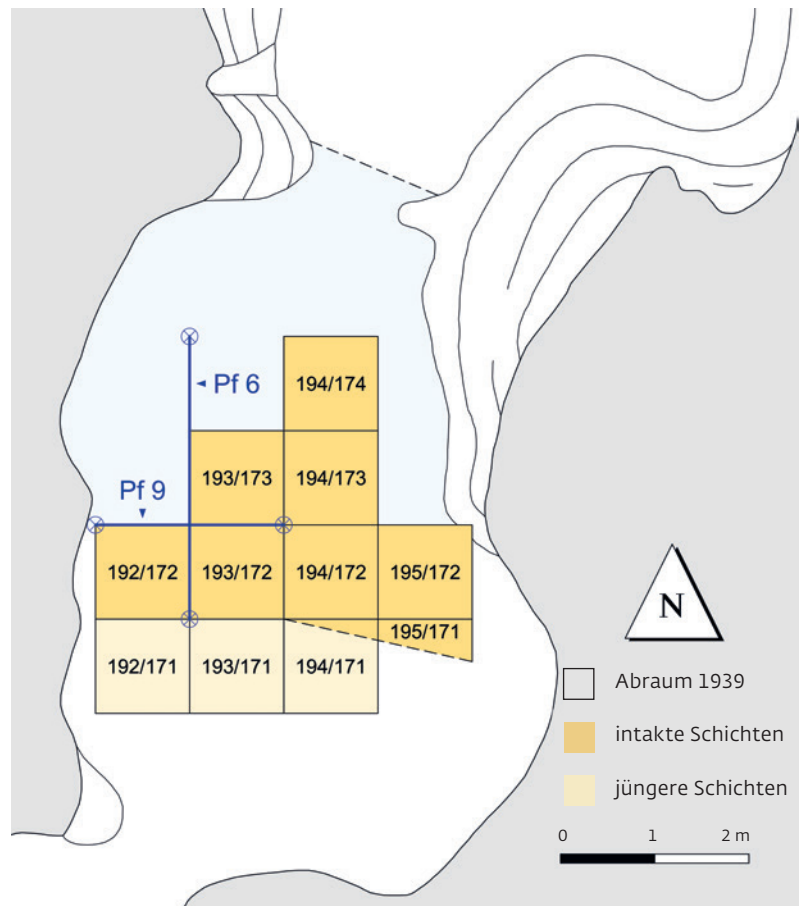 194/174
Pf 6
193/173
194/173
Pf 9
192/172
193/172
194/172
195/172
195/171
192/171
193/171
194/171
N
Abraum 1939
intakte Schichten
jüngere Schichten
0 1 2 m